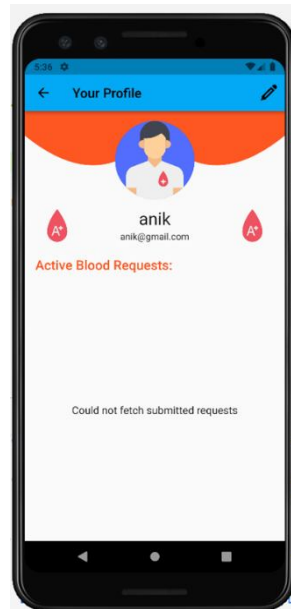 5:36
Your Profile
anik
A+ A+
anik@gmail.com
Active Blood Requests:
Could not fetch submitted requests